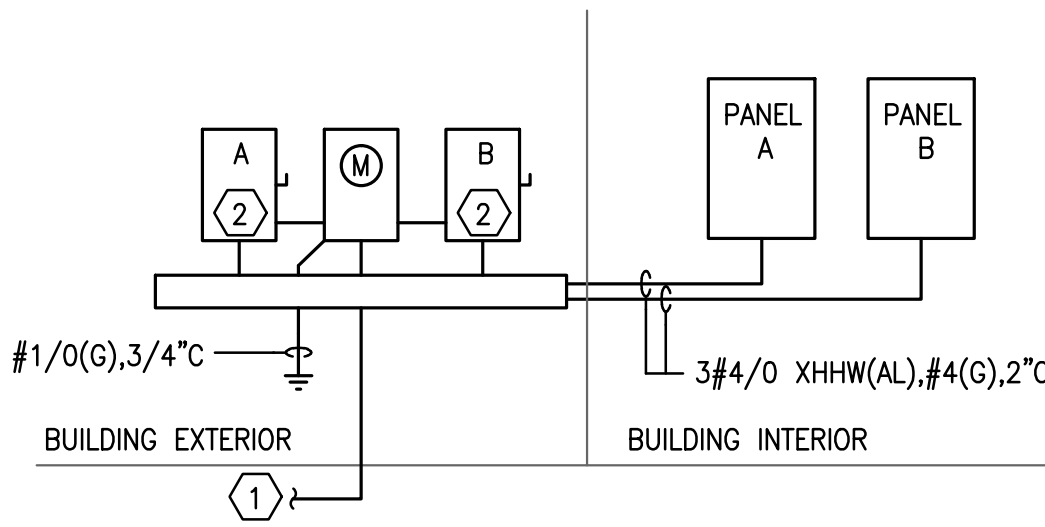 PANEL
A
PANEL
B
A
M
B
2
2
#1/0(G),3/4"C
3#4/0 XHHW(AL),#4(G),2"C
BUILDING EXTERIOR
BUILDING INTERIOR
1